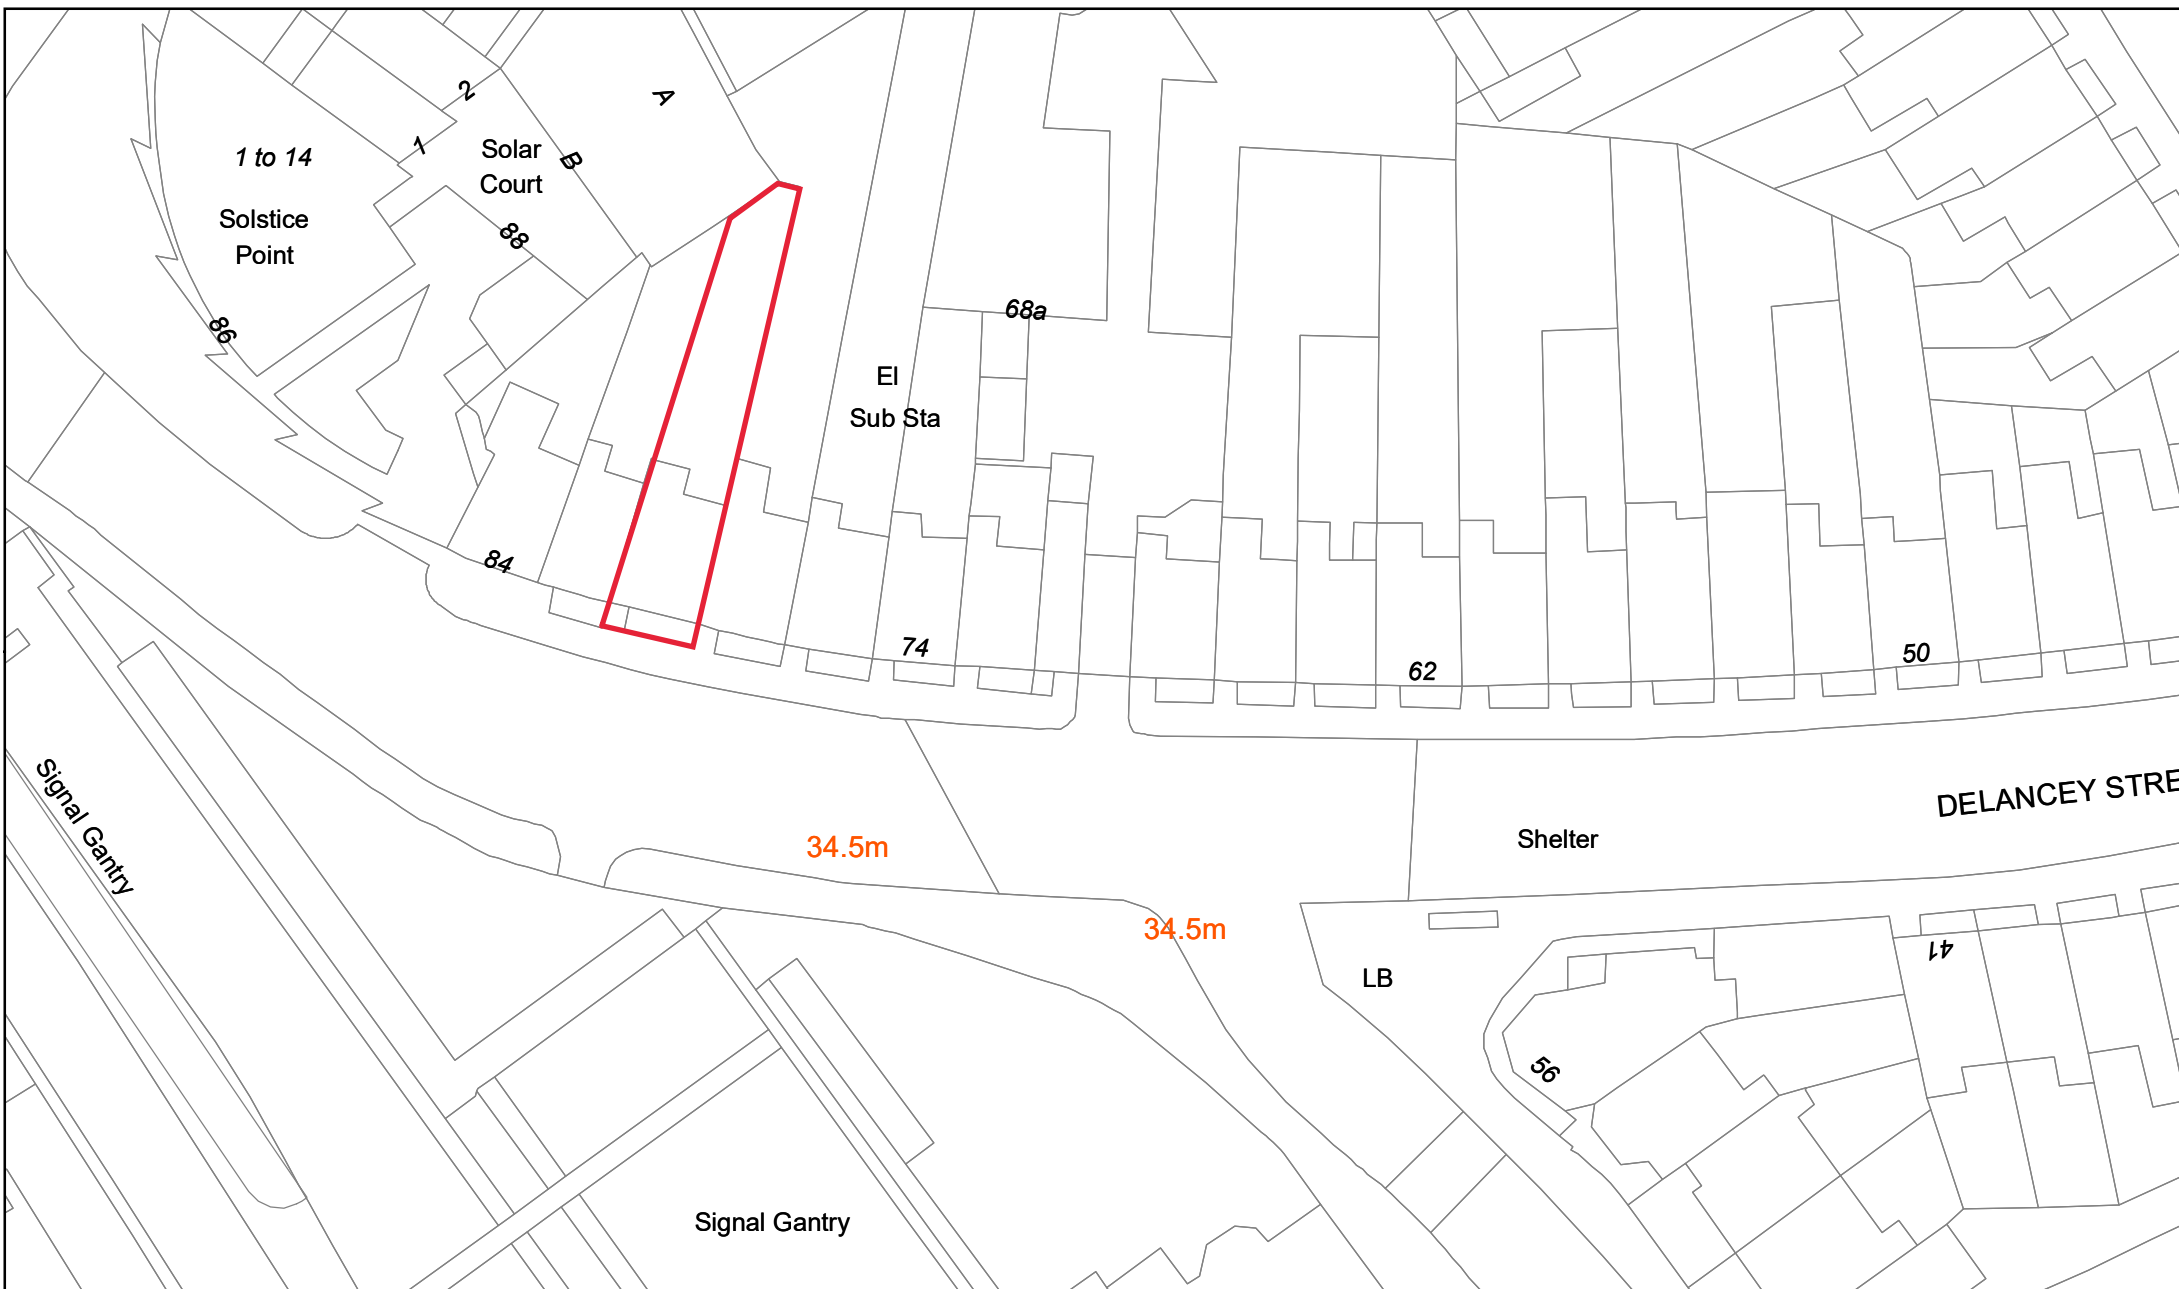 2
A
1
1 to 14
Solar
Court
B
Solstice
Point
88
86
68a
El
Sub Sta
84
74
62
50
Signal Gantry
34.5m
Shelter
DELANCEY STRE
34.5m
LB
41
56
Signal Gantry